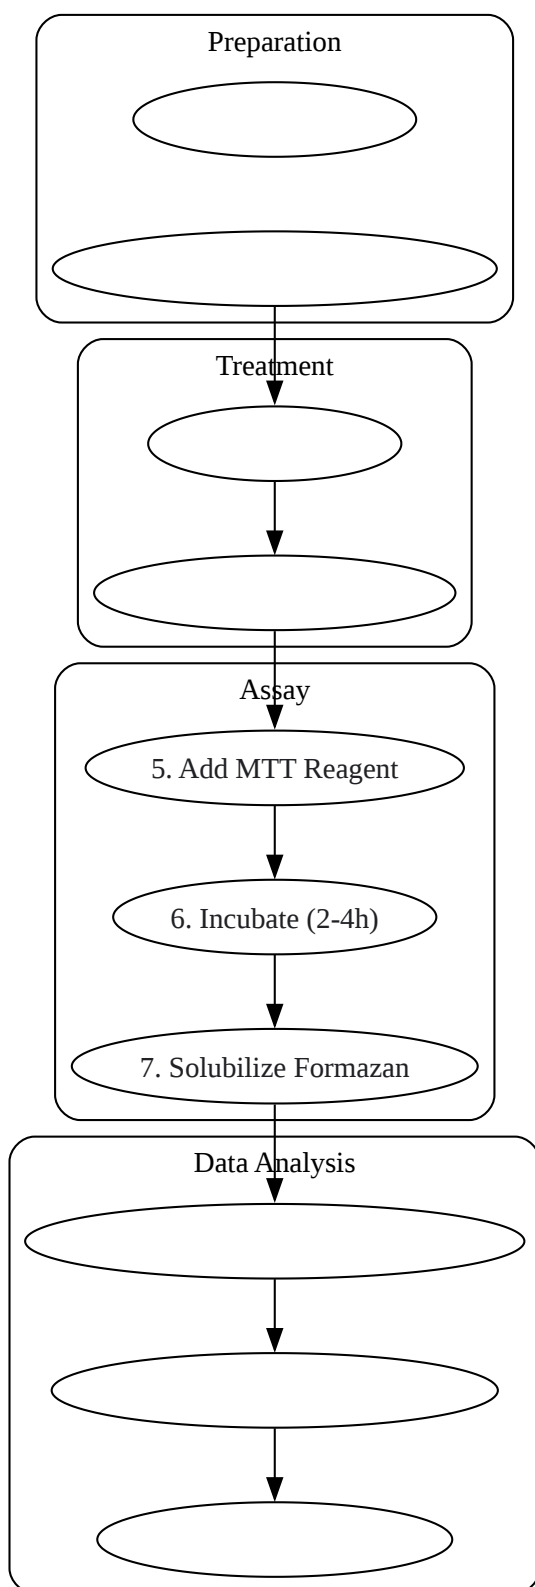 Preparation
Treatment
Assay
5. Add MTT Reagent
6. Incubate (2-4h)
7. Solubilize Formazan
Data Analysis